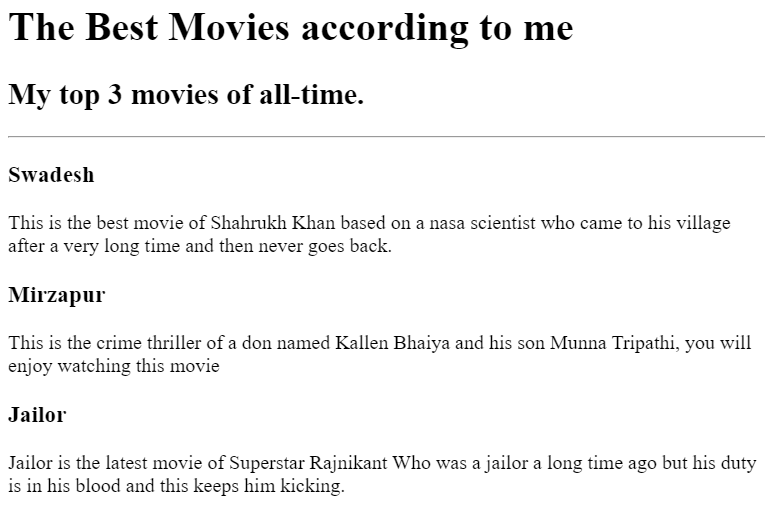 The Best Movies according to me
My top 3 movies of all-time.
Swadesh
This is the best movie of Shahrukh Khan based on a nasa scientist who came to his village
after a very long time and then never goes back.
Mirzapur
This is the crime thriller of a don named Kallen Bhaiya and his son Munna Tripathi, you will
enjoy watching this movie
Jailor
Jailor is the latest movie of Superstar Rajnikant Who was a jailor a long time ago but his duty
is in his blood and this keeps him kicking.